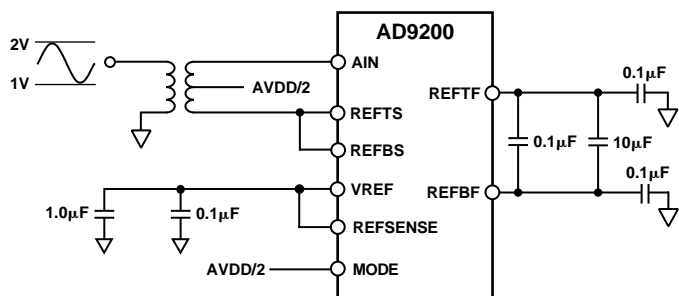 AD9200
2V
1V
AIN
AVDD/2
REFTS
REFBS
VREF
REFSENSE
1.0μF
0.1μF
AVDD/2
MODE
REFTF
REFBF
0.1μF
0.1μF
10μF
0.1μF